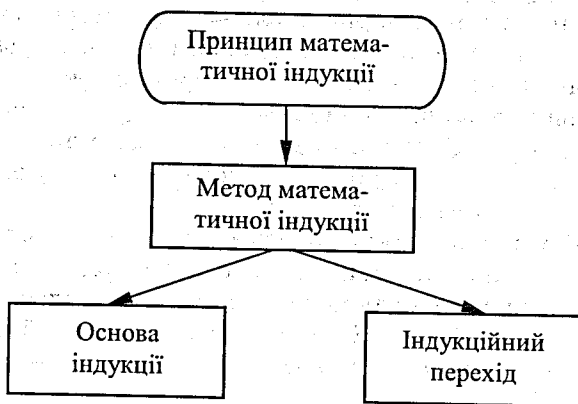 Принцип матема-
тичної індукції
Метод матема-
тичної індукції
Основа
індукції
Індукційний
перехід